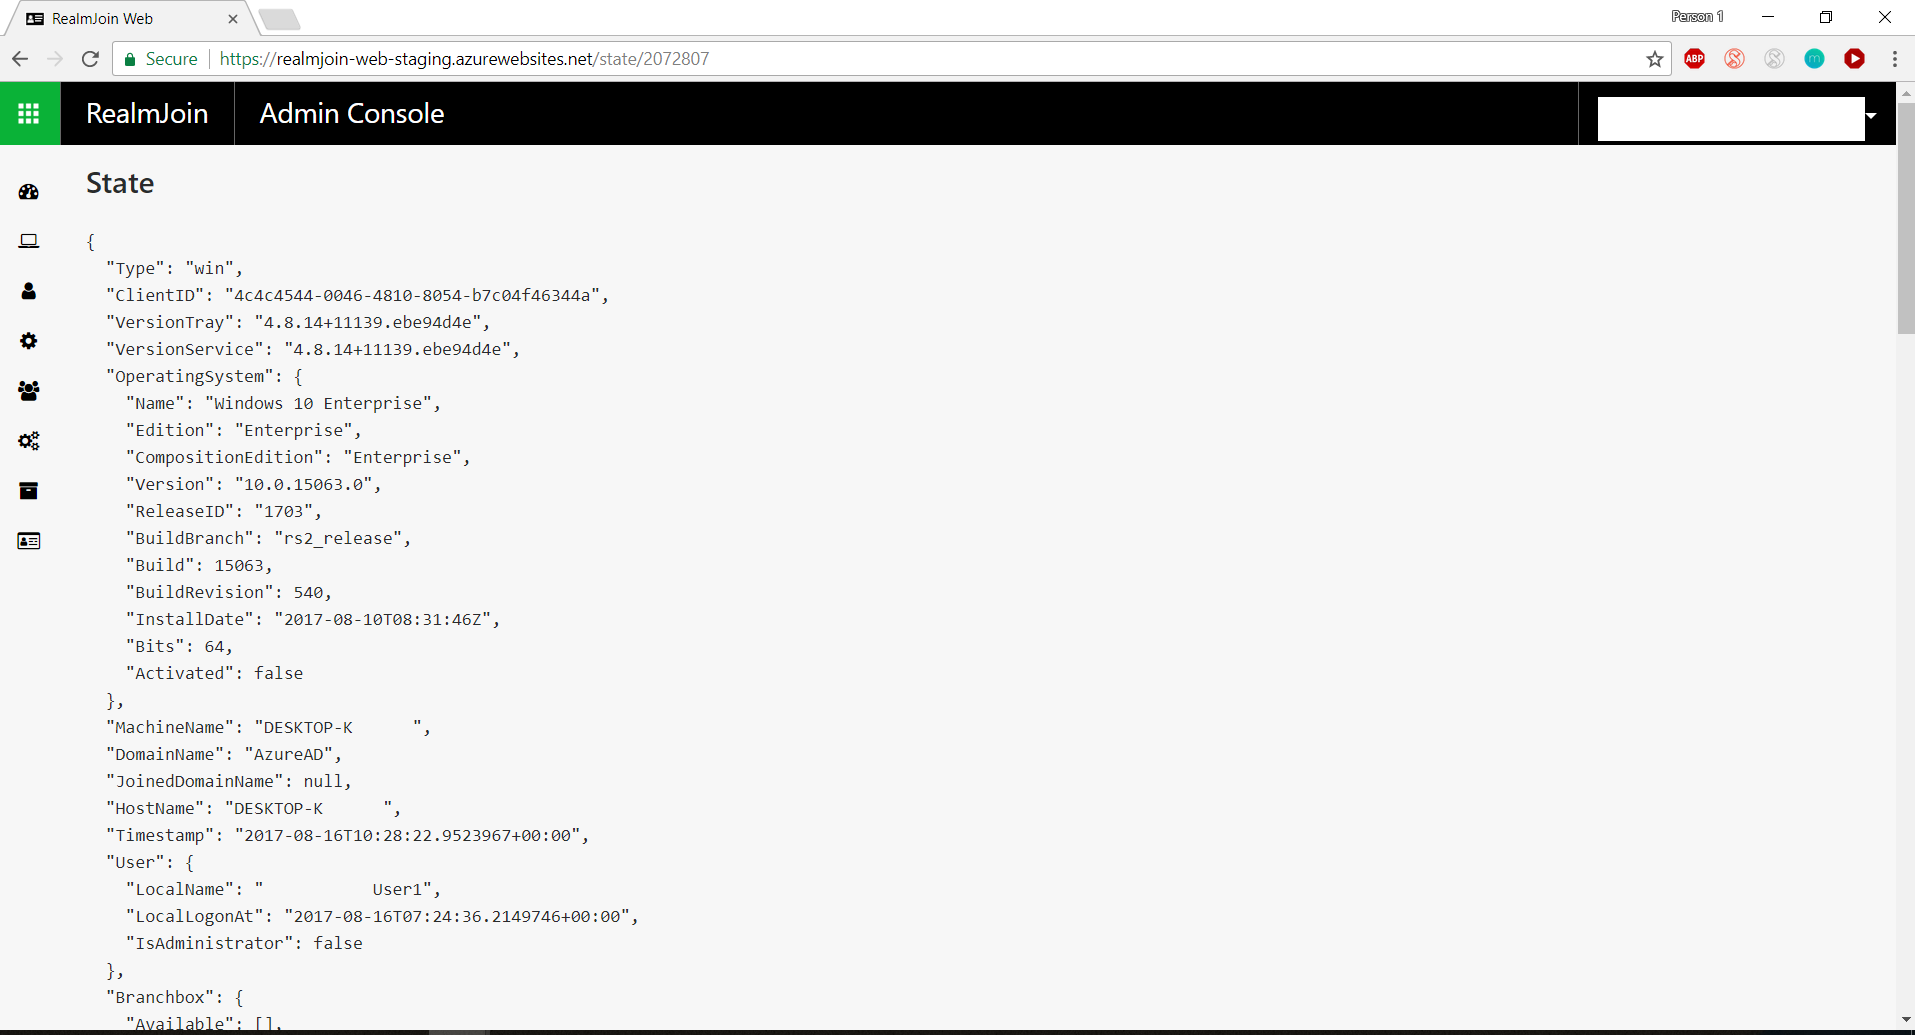 RealmJoin Web
Person 1
Secure https://realmjoin-web-staging.azurewebsites.net/state/2072807
ABP
m
RealmJoin Admin Console
State
{
"Type": "win",
"ClientID": "4c4c4544-0046-4810-8054-b7c04f46344a",
"VersionTray": "4.8.14+11139.ebe94d4e",
"VersionService": "4.8.14+11139.ebe94d4e",
"OperatingSystem": {
"Name": "Windows 10 Enterprise",
"Edition": "Enterprise",
"CompositionEdition": "Enterprise",
"Version": "10.0.15063.0",
"ReleaseID": "1703",
"BuildBranch": "rs2_release",
"Build": 15063,
"BuildRevision": 540,
"InstallDate": "2017-08-10T08:31:46Z",
"Bits": 64,
"Activated": false
},
"MachineName": "DESKTOP-K ",
"DomainName": "AzureAD",
"JoinedDomainName": null,
"HostName": "DESKTOP-K ",
"Timestamp": "2017-08-16T10:28:22.9523967+00:00",
"User": {
"LocalName": " User1",
"LocalLogonAt": "2017-08-16T07:24:36.2149746+00:00",
"IsAdministrator": false
},
"Branchbox": {
"Available": [],